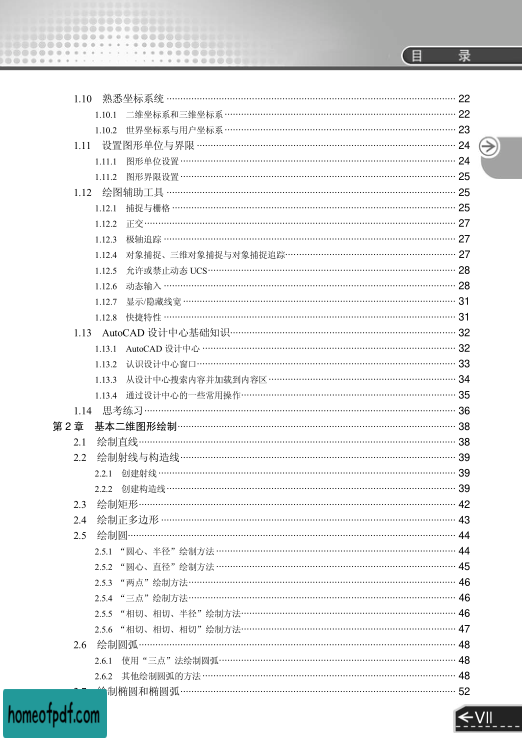 目 录
1.10 熟悉坐标系统 22
1.10.1 二维坐标系和三维坐标系 22
1.10.2 世界坐标系与用户坐标系 23
1.11 设置图形单位与界限 24
1.11.1 图形单位设置 24
1.11.2 图形界限设置 25
1.12 绘图辅助工具 25
1.12.1 捕捉与栅格 25
1.12.2 正交 27
1.12.3 极轴追踪 27
1.12.4 对象捕捉、三维对象捕捉与对象捕捉追踪 27
1.12.5 允许或禁止动态 UCS 28
1.12.6 动态输入 28
1.12.7 显示/隐藏线宽 31
1.12.8 快捷特性 31
1.13 AutoCAD 设计中心基础知识 32
1.13.1 AutoCAD 设计中心 32
1.13.2 认识设计中心窗口 33
1.13.3 从设计中心搜索内容并加载到内容区 34
1.13.4 通过设计中心的一些常用操作 35
1.14 思考练习 36
第 2 章 基本二维图形绘制 38
2.1 绘制直线 38
2.2 绘制射线与构造线 39
2.2.1 创建射线 39
2.2.2 创建构造线 39
2.3 绘制矩形 42
2.4 绘制正多边形 43
2.5 绘制圆 44
2.5.1 “圆心、半径”绘制方法 44
2.5.2 “圆心、直径”绘制方法 45
2.5.3 “两点”绘制方法 46
2.5.4 “三点”绘制方法 46
2.5.5 “相切、相切、半径”绘制方法 46
2.5.6 “相切、相切、相切”绘制方法 47
2.6 绘制圆弧 48
2.6.1 使用“三点”法绘制圆弧 48
2.6.2 其他绘制圆弧的方法 48
绘制椭圆和椭圆弧 52
homeofpdf.com
VII